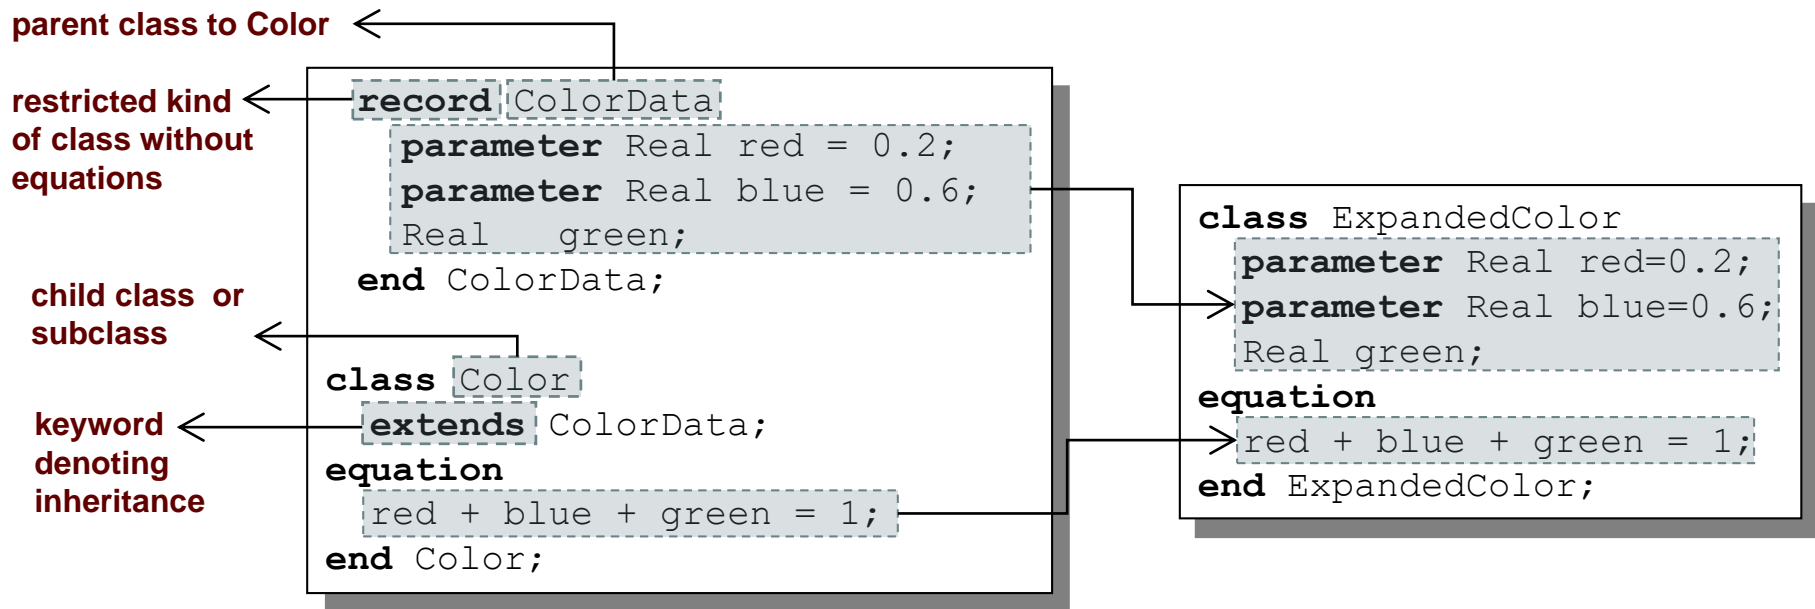 parent class to Color
restricted kind
of class without
equations
child class or
subclass
keyword
denoting
inheritance
record ColorData
parameter Real red = 0.2;
parameter Real blue = 0.6;
Real green;
end ColorData;
class Color
extends ColorData;
equation
red + blue + green = 1;
end Color;
class ExpandedColor
parameter Real red=0.2;
parameter Real blue=0.6;
Real green;
equation
red + blue + green = 1;
end ExpandedColor;